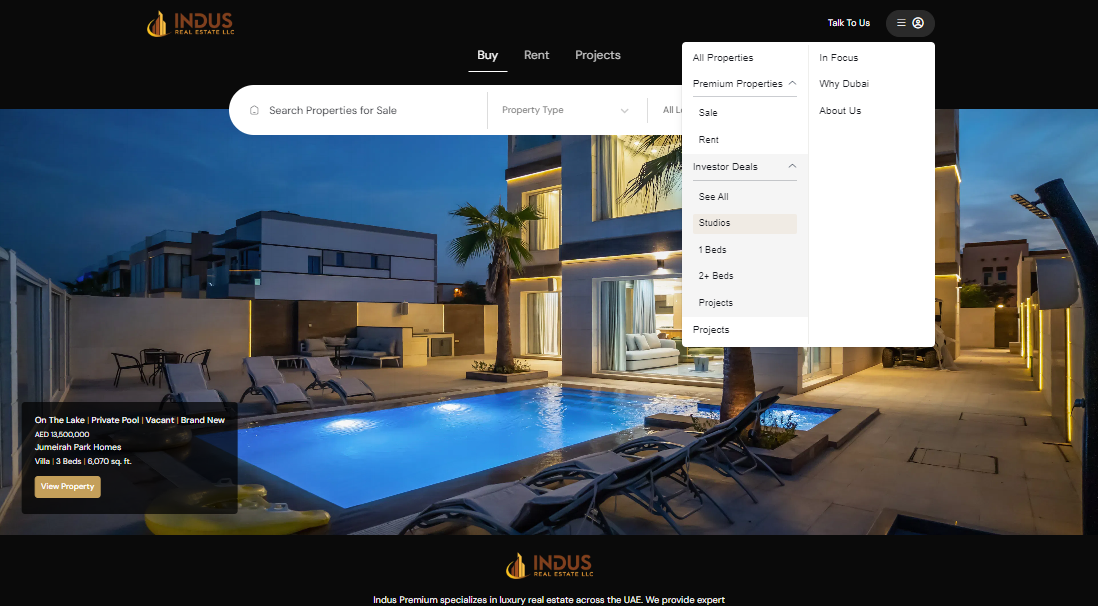 INDUS
REAL ESTATE LLC
Talk To Us
Buy
Rent
Projects
Search Properties for Sale
Property Type
All Lo
All Properties
Premium Properties
Sale
Rent
Investor Deals
See All
Studios
1 Beds
2+ Beds
Projects
Projects
In Focus
Why Dubai
About Us
On The Lake | Private Pool | Vacant | Brand New
AED 13,500,000
Jumeirah Park Homes
Villa | 3 Beds | 6,070 sq. ft.
View Property
INDUS
REAL ESTATE LLC
Indus Premium specializes in luxury real estate across the UAE. We provide expert